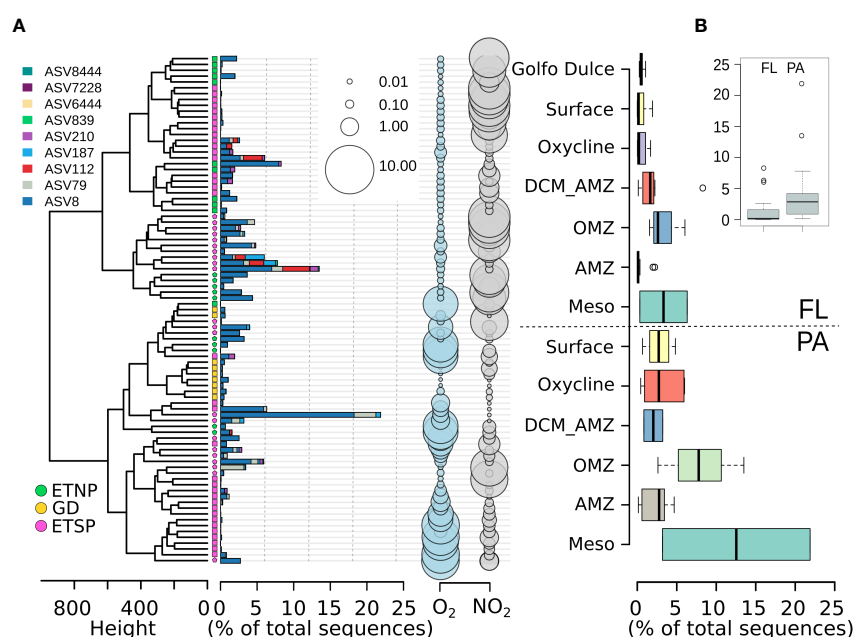 A
B
ASV8444
ASV7228
ASV6444
ASV839
ASV210
ASV187
ASV112
ASV79
ASV8
0.01
0.10
1.00
10.00
ETNP
GD
ETSP
800 400 0
Height
0 5 10 15 20 25
(% of total sequences)
O2 NO2
Golfo Dulce
Surface
Oxycline
DCM_AMZ
OMZ
AMZ
Meso
FL
PA
Surface
Oxycline
DCM_AMZ
OMZ
AMZ
Meso
0 5 10 15 20 25
(% of total sequences)
FL PA
25
20
15
10
5
0